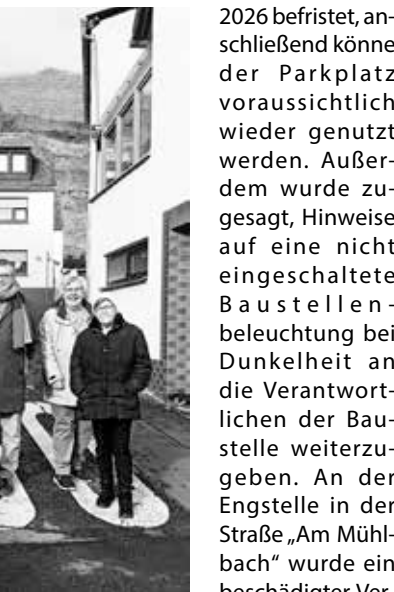 2026 befristet, an-
schließend könne
der Parkplatz
voraussichtlich
wieder genutzt
werden. Außer-
dem wurde zu-
gesagt, Hinweise
auf eine nicht
eingeschaltete
Baustellen-
beleuchtung bei
Dunkelheit an
die Verantwort-
lichen der Bau-
stelle weiterzu-
geben. An der
Engstelle in der
Straße „Am Mühl-
bach“ wurde ein
beschädigter Ver-